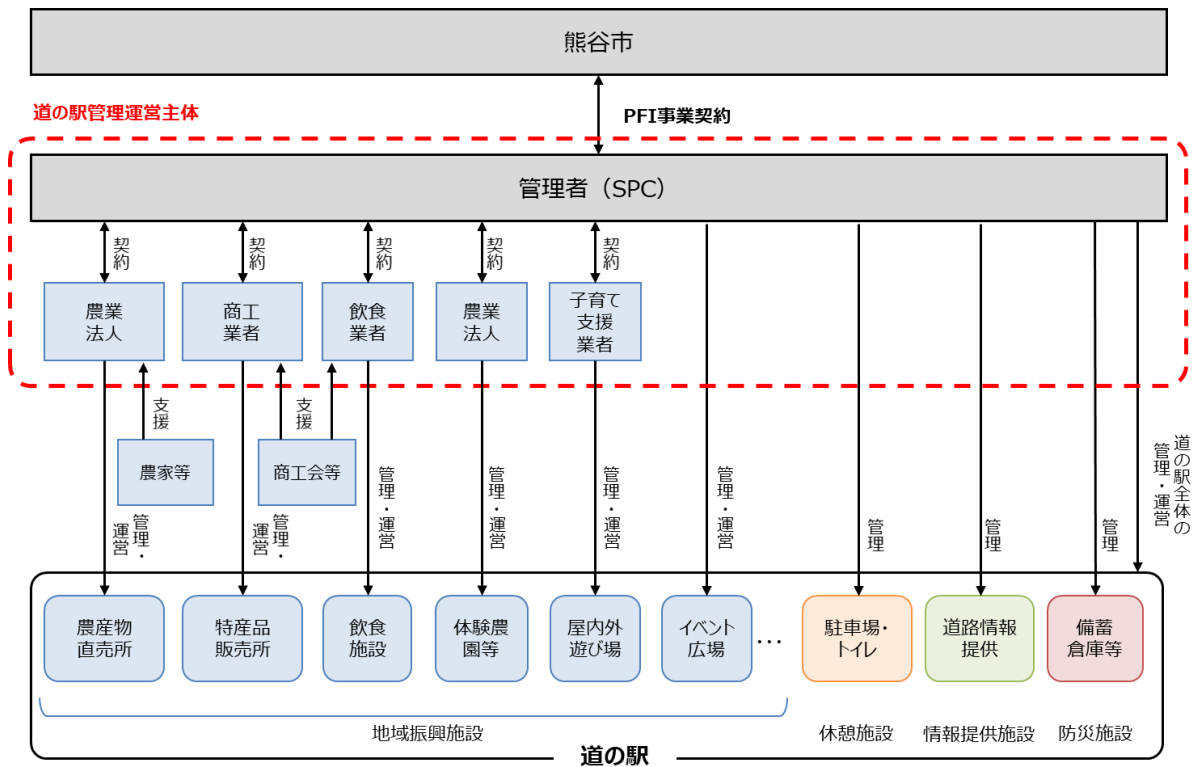 熊谷市
道の駅管理運営主体
PFI事業契約
管理者（SPC）
契約
契約
契約
契約
契約
農業
法人
商工
業者
飲食
業者
農業
法人
子育て
支援
業者
支援
支援
農家等
商工会等
管理・
運営
管理・
運営
管理・運営
管理・運営
管理・運営
管理・運営
管理
管理
管理
道の駅全体の
管理・運営
農産物
直売所
特産品
販売所
飲食
施設
体験農
園等
屋内外
遊び場
イベント
広場
…
駐車場・
トイレ
道路情報
提供
備蓄
倉庫等
地域振興施設
休憩施設
情報提供施設
防災施設
道の駅